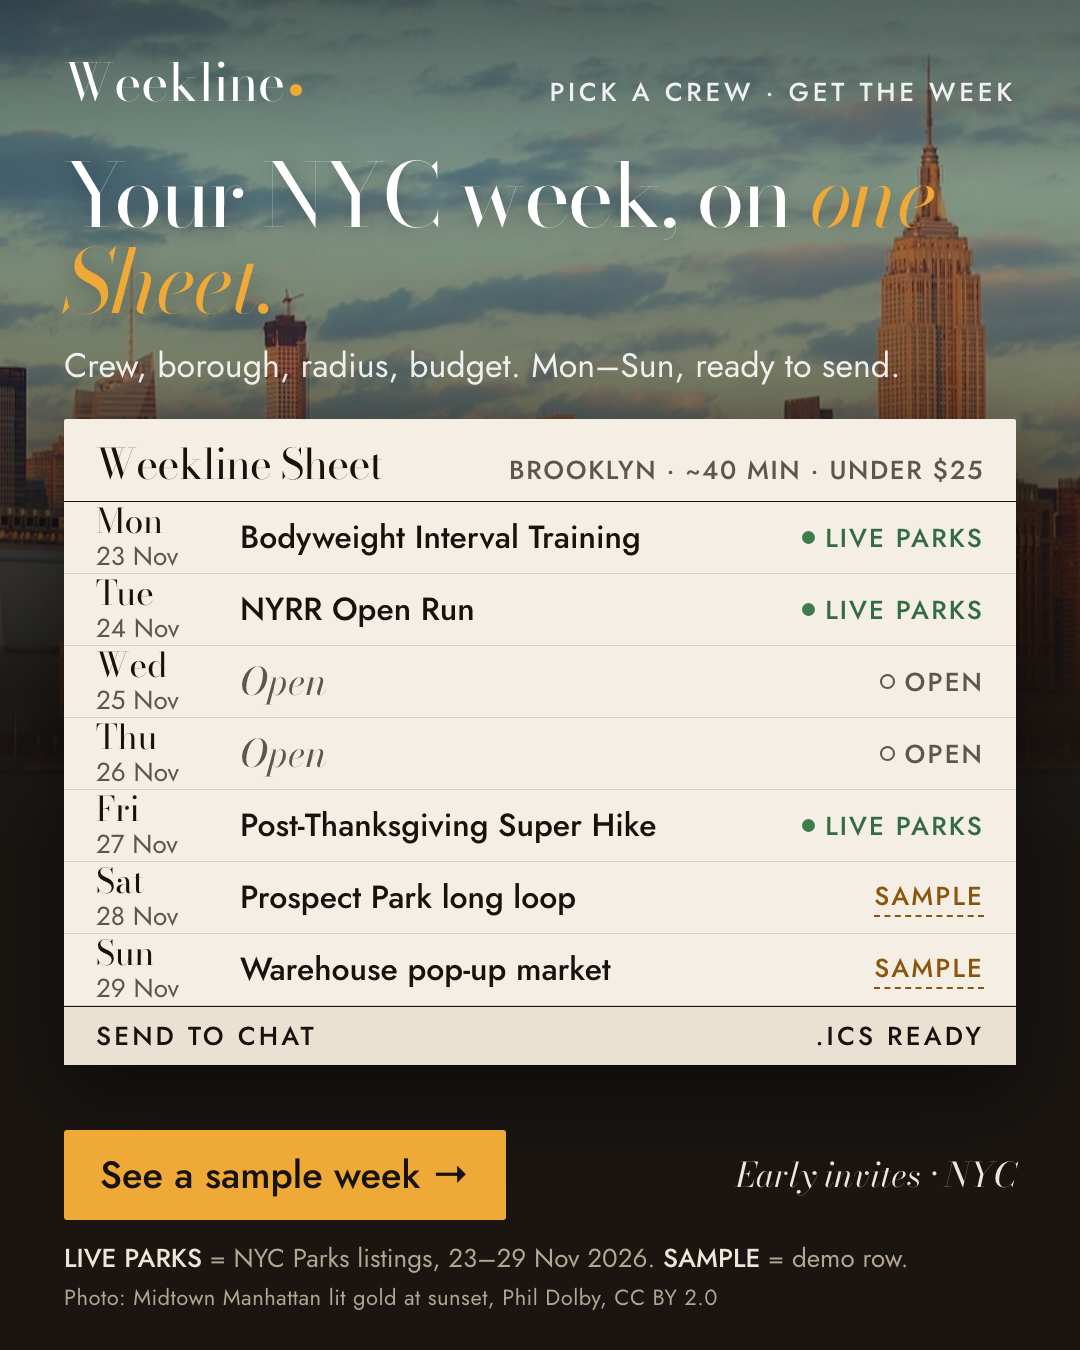 Weekline.
PICK A CREW · GET THE WEEK
Your NYC week, on one
Sheet.
Crew, borough, radius, budget. Mon–Sun, ready to send.
Weekline Sheet
BROOKLYN · ~40 MIN · UNDER $25
Mon
23 Nov
Bodyweight Interval Training
LIVE PARKS
Tue
24 Nov
NYRR Open Run
LIVE PARKS
Wed
25 Nov
Open
OPEN
Thu
26 Nov
Open
OPEN
Fri
27 Nov
Post-Thanksgiving Super Hike
LIVE PARKS
Sat
28 Nov
Prospect Park long loop
SAMPLE
Sun
29 Nov
Warehouse pop-up market
SAMPLE
SEND TO CHAT
.ICS READY
See a sample week →
Early invites · NYC
LIVE PARKS = NYC Parks listings, 23–29 Nov 2026. SAMPLE = demo row.
Photo: Midtown Manhattan lit gold at sunset, Phil Dolby, CC BY 2.0